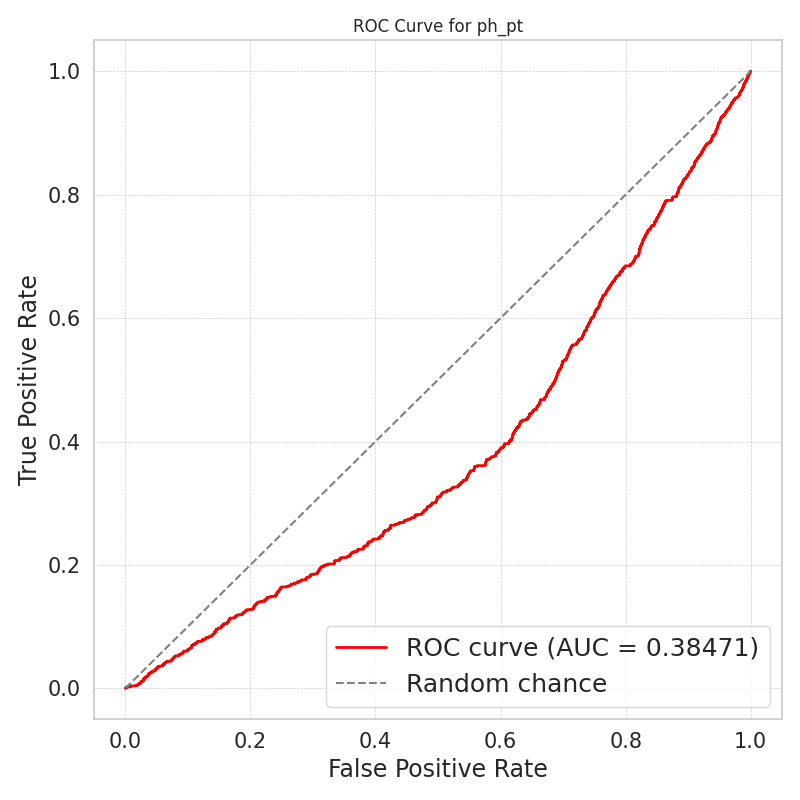 ROC Curve for ph_pt
1.0
0.8
0.6
0.4
0.2
0.0
True Positive Rate
ROC curve (AUC = 0.38471)
Random chance
0.0 0.2 0.4 0.6 0.8 1.0
False Positive Rate